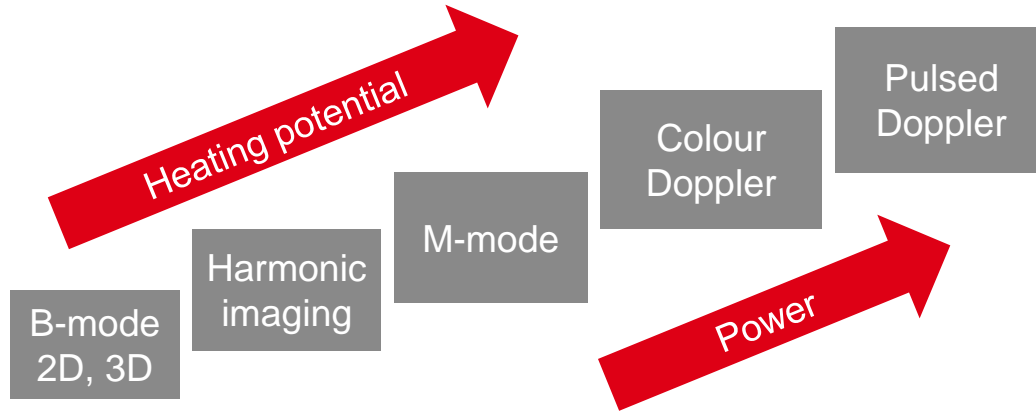 Heating potential
Pulsed
Doppler
Colour
Doppler
M-mode
Harmonic
imaging
B-mode
2D, 3D
Power